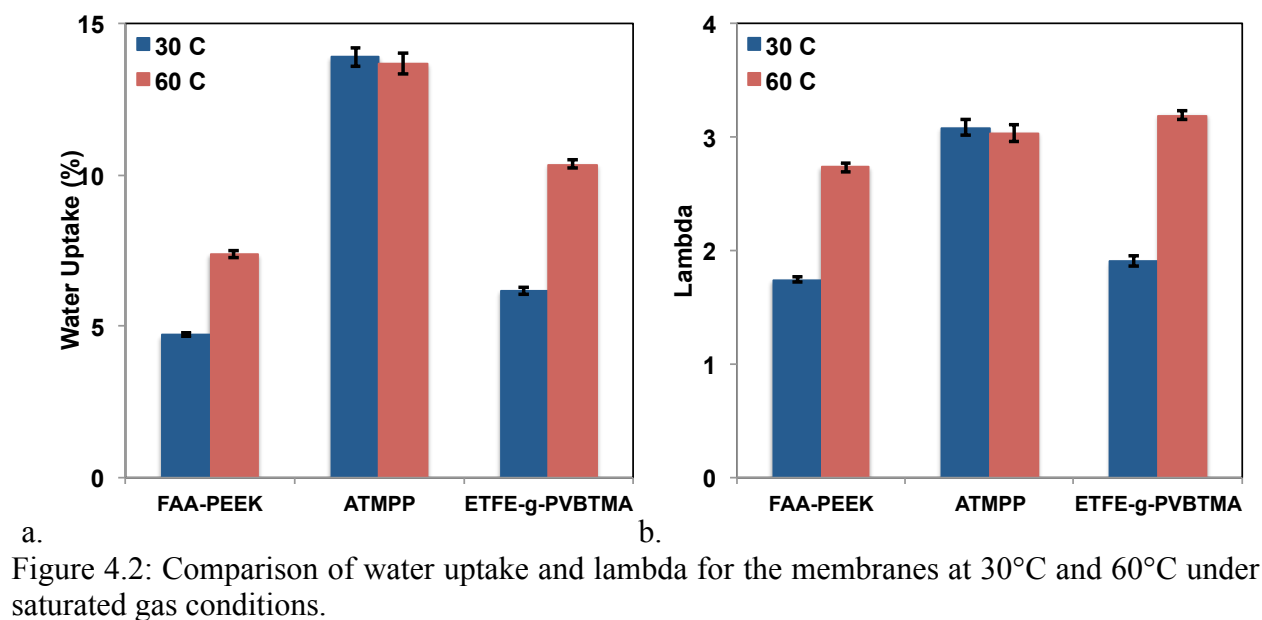 15
10
5
0
Water Uptake (%)
30 C
60 C
FAA-PEEK
ATMPP
ETFE-g-PVBTMA
a.
4
3
2
1
0
Lambda
30 C
60 C
FAA-PEEK
ATMPP
ETFE-g-PVBTMA
b.
Figure 4.2: Comparison of water uptake and lambda for the membranes at 30°C and 60°C under
saturated gas conditions.